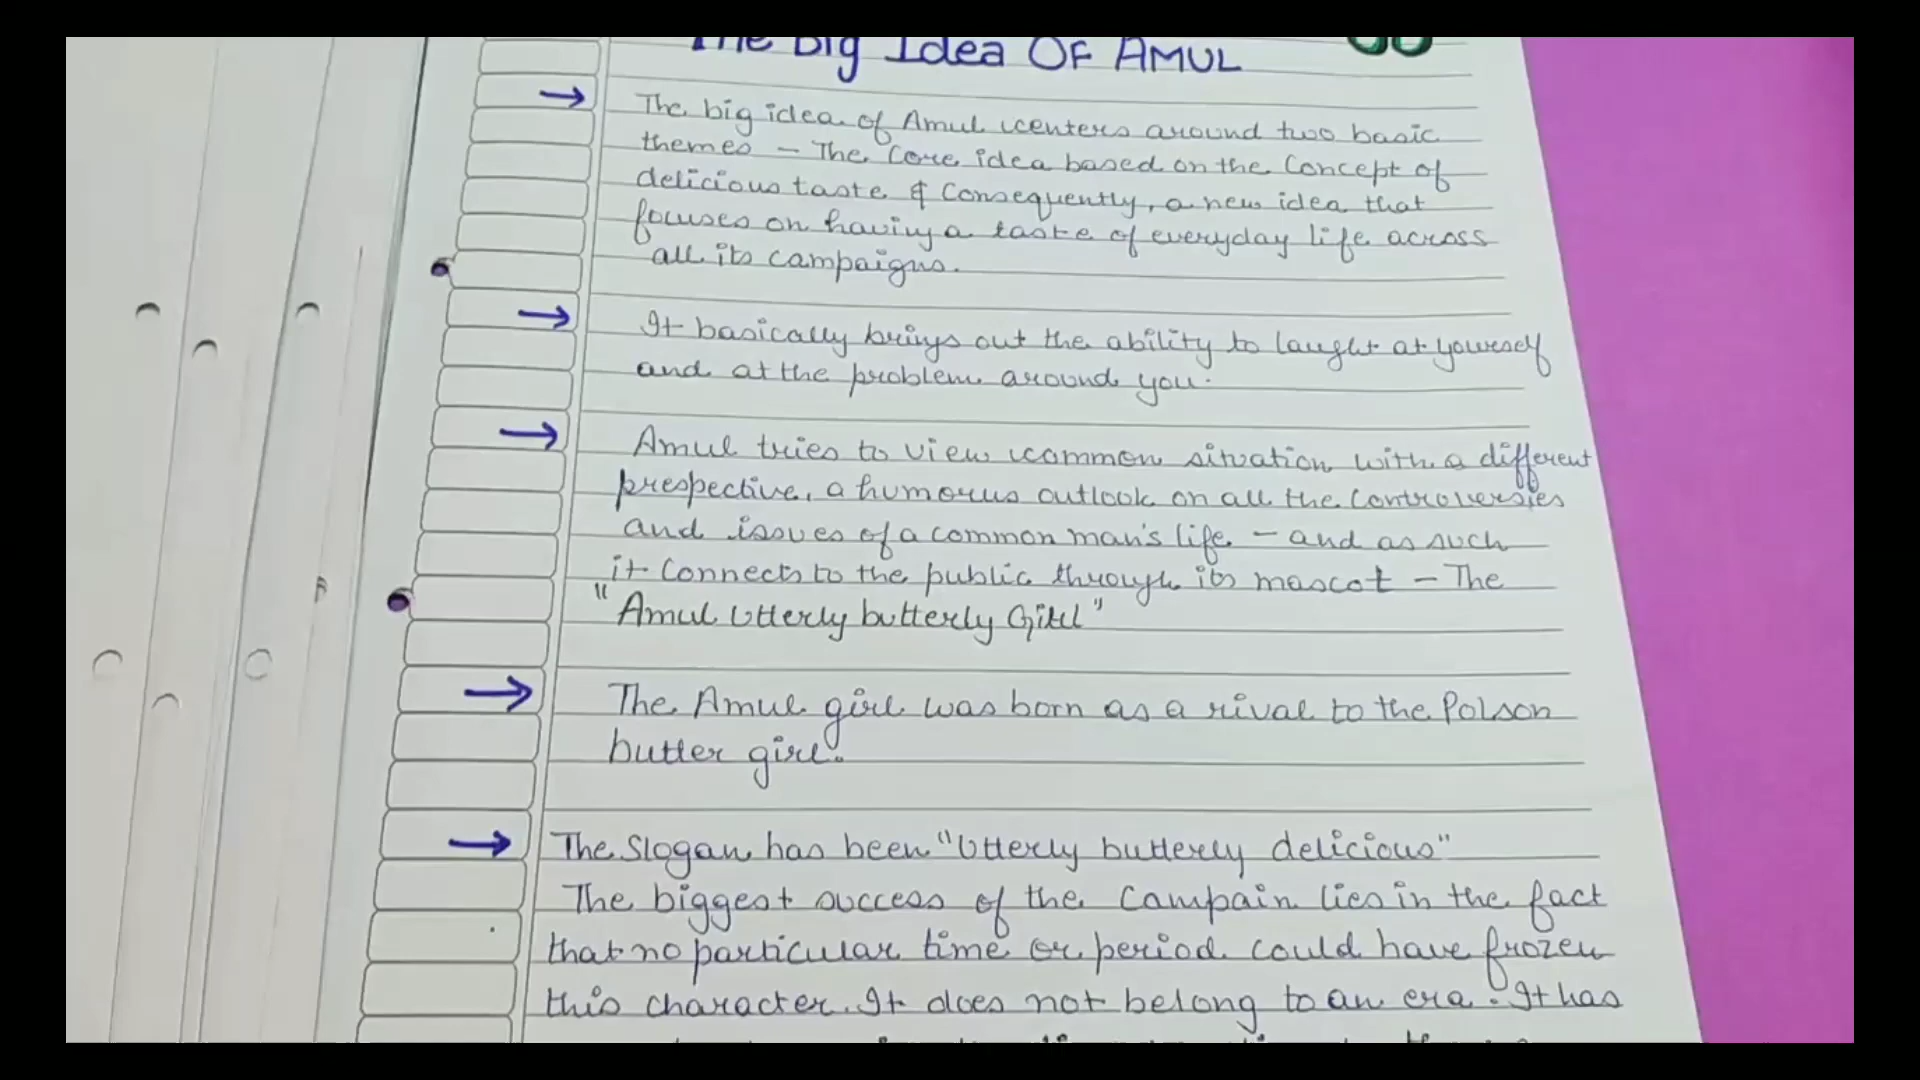 The Big Idea OF AMUL
The big idea of Amul centers around two basic
themes - The Core idea based on the Concept of
delicious taste & Consequently, a new idea that
focuses on having a taste of everyday life across
all its campaigns.
It basically brings out the ability to laught at yourself
and at the problem around you.
Amul tries to view common situation with a different
prespective, a humorus outlook on all the Controversies
and issues of a common man's life - and as such
it Connects to the public through its mascot - The
"Amul Utterly butterly Girl"
The Amul girl was born as a rival to the Polson
butter girl.
The Slogan has been "Utterly butterly delicious"
The biggest success of the Campain lies in the fact
that no particular time or period could have frozen
this character. It does not belong to an era. It has